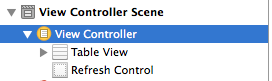 View Controller Scene
View Controller
Table View
Refresh Control